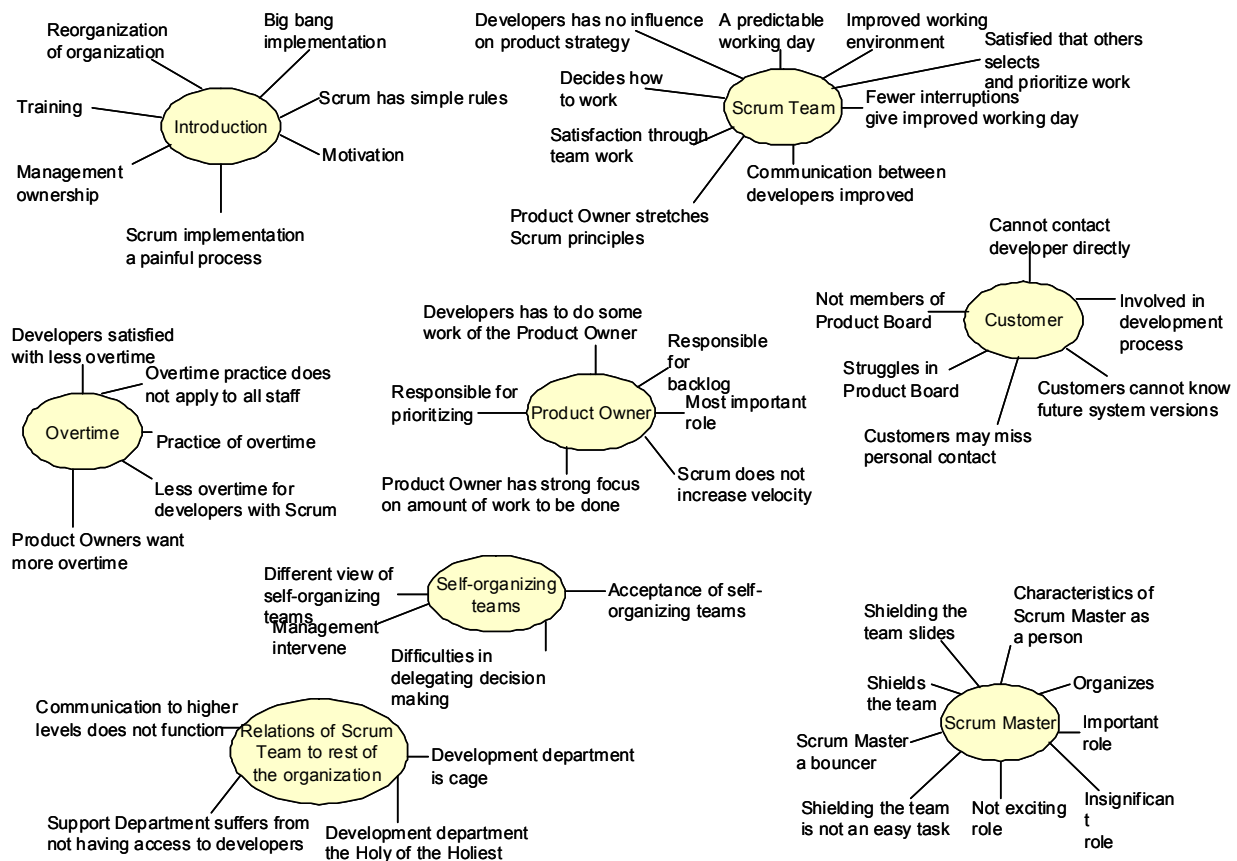 Reorganization
of organization
Big bang
implementation
Training
Scrum has simple rules
Introduction
Motivation
Management
ownership
Scrum implementation
a painful process
Developers has no influence
on product strategy
A predictable
working day
Improved working
environment
Satisfied that others
selects
and prioritize work
Decides how
to work
Scrum Team
Fewer interruptions
give improved working day
Satisfaction through
team work
Communication between
developers improved
Product Owner stretches
Scrum principles
Cannot contact
developer directly
Not members of
Product Board
Customer
Involved in
development
process
Struggles in
Product Board
Customers cannot know
future system versions
Customers may miss
personal contact
Developers satisfied
with less overtime
Overtime practice does
not apply to all staff
Overtime
Practice of overtime
Less overtime for
developers with Scrum
Product Owners want
more overtime
Developers has to do some
work of the Product Owner
Responsible
for
backlog
Responsible for
prioritizing
Product Owner
Most important
role
Product Owner has strong focus
on amount of work to be done
Scrum does not
increase velocity
Different view of
self-organizing
teams
Self-organizing
teams
Acceptance of self-
organizing teams
Management
intervene
Difficulties in
delegating decision
making
Communication to higher
levels does not function
Relations of Scrum
Team to rest of
the organization
Development department
is cage
Support Department suffers from
not having access to developers
Development department
the Holy of the Holiest
Shielding the
team slides
Characteristics of
Scrum Master as
a person
Shields
the team
Organizes
Scrum Master
Important
role
Scrum Master
a bouncer
Shielding the team
is not an easy task
Not exciting
role
Insignifican
t
role